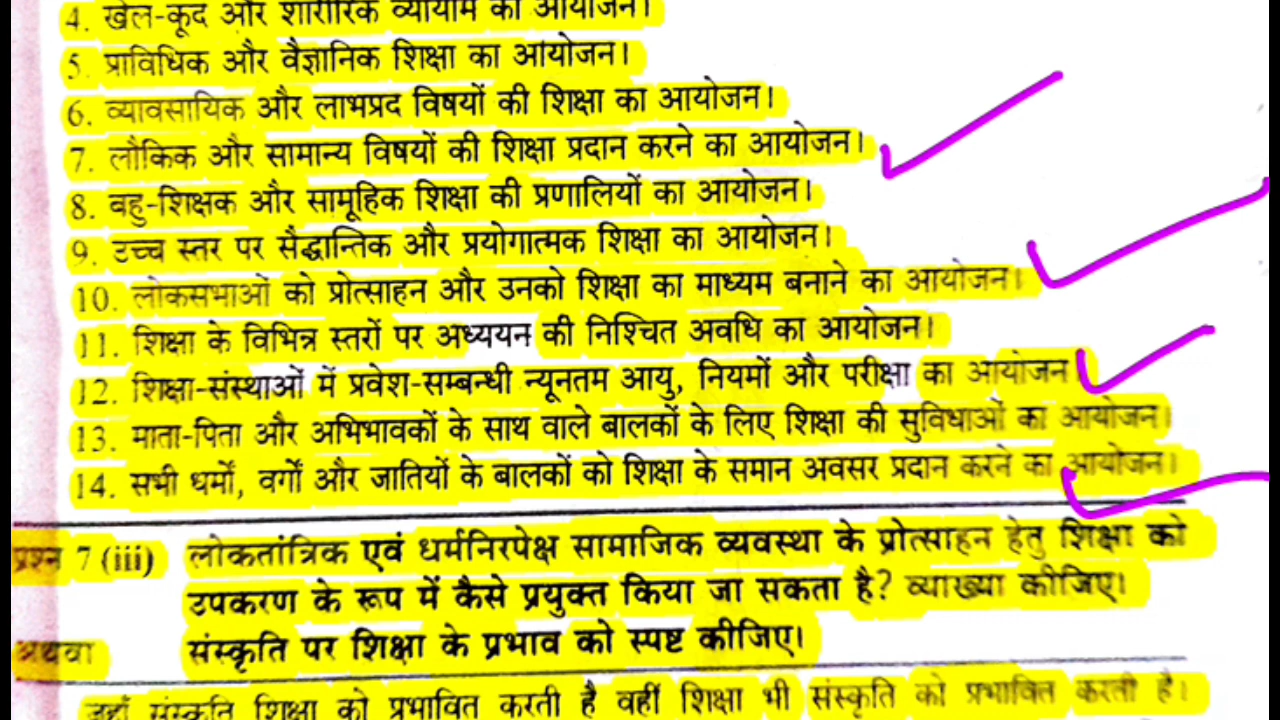 4. खेल-कूद और शारीरिक व्यायाम का आयोजन।
5. प्राविधिक और वैज्ञानिक शिक्षा का आयोजन।
6. व्यावसायिक और लाभप्रद विषयों की शिक्षा का आयोजन।
7. लौकिक और सामान्य विषयों की शिक्षा प्रदान करने का आयोजन।
8. बहु-शिक्षक और सामूहिक शिक्षा की प्रणालियों का आयोजन।
9. उच्च स्तर पर सैद्धान्तिक और प्रयोगात्मक शिक्षा का आयोजन।
10. लोकसभाओं को प्रोत्साहन और उनको शिक्षा का माध्यम बनाने का आयोजन।
11. शिक्षा के विभिन्न स्तरों पर अध्ययन की निश्चित अवधि का आयोजन।
12. शिक्षा-संस्थाओं में प्रवेश-सम्बन्धी न्यूनतम आयु, नियमों और परीक्षा का आयोजन
13. माता-पिता और अभिभावकों के साथ वाले बालकों के लिए शिक्षा की सुविधाओं का आयोजन।
14. सभी धर्मों, वर्गों और जातियों के बालकों को शिक्षा के समान अवसर प्रदान करने का आयोजन।
प्रश्न 7 (iii) लोकतांत्रिक एवं धर्मनिरपेक्ष सामाजिक व्यवस्था के प्रोत्साहन हेतु शिक्षा को
उपकरण के रूप में कैसे प्रयुक्त किया जा सकता है? व्याख्या कीजिए।
अथवा संस्कृति पर शिक्षा के प्रभाव को स्पष्ट कीजिए।
जहाँ संस्कृति शिक्षा को प्रभावित करती है वहीं शिक्षा भी संस्कृति को प्रभावित करती है।